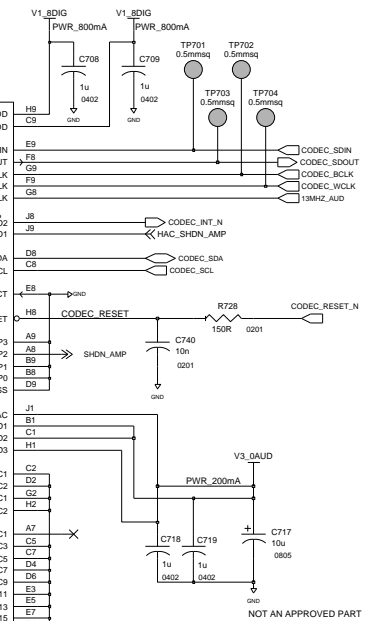 V1_8DIG V1_8DIG
PWR_800mA PWR_800mA
C708 C709
1u 1u
0402 0402
GND GND
TP701 TP702
0.5mmsq 0.5mmsq
TP703 TP704
0.5mmsq 0.5mmsq
H9
C9
E9 CODEC_SDIN
F8 CODEC_SDOUT
G9 CODEC_BCLK
F9 CODEC_WCLK
G8 13MHZ_AUD
J8 CODEC_INT_N
J9 HAC_SHDN_AMP
D8 CODEC_SDA
C8 CODEC_SCL
E8 GND
H8 CODEC_RESET R728 CODEC_RESET_N
150R 0201
C740
10n
0201
GND
A9
A8 SHDN_AMP
B9
B8
D9
J1
B1
C1
H1
V3_0AUD
PWR_200mA
C2
D2
G2
H2
A7
C5
C7
D4
D6
E3
E5
E7
C718 C719 C717
1u 1u 10u
0402 0402 0805
+
GND
NOT AN APPROVED PART